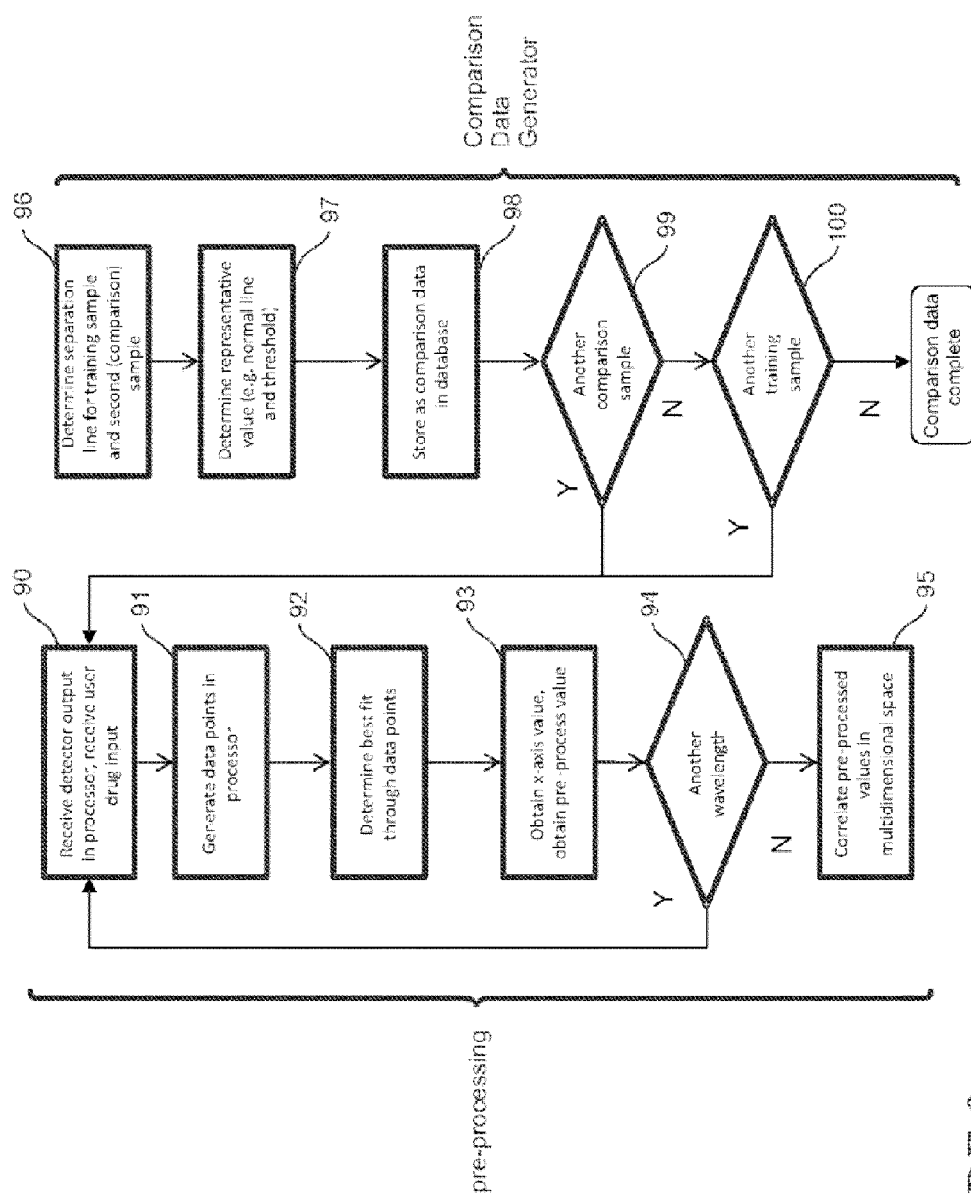 pre-processing
90
Receive detector output
in processor, receive user
drug input
91
Generate data points in
processor
92
Determine best fit
through data points
93
Obtain x-axis value,
obtain pre-process value
94
Another
wavelength
Y
N
95
Correlate pre-processed
values in
multidimensional space
96
Determine separation
line for training sample
and second (comparison)
sample
97
Determine representative
value (e.g. normal line
and threshold)
98
Store as comparison data
in database
99
Another
comparison
sample
Y
N
100
Another
training
sample
Y
N
Comparison data
complete
Comparison
Data
Generator